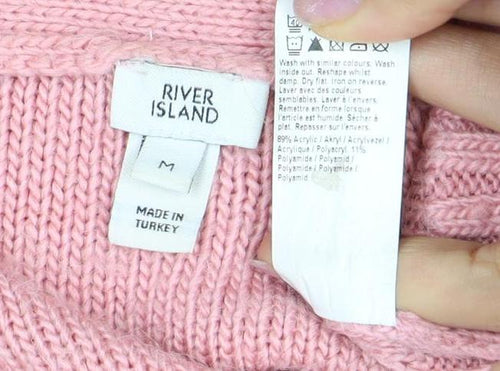 RIVER
ISLAND
M
MADE IN
TURKEY
Wash with similar colours. Wash
inside out. Reshape whilst
damp. Dry flat. Iron on reverse.
Laver avec des couleurs
semblables. Laver à l'envers.
Remettre en forme lorsque
l'article est humide. Sécher à
plat. Repasser sur l'envers.
89% Acrylic / Akryl / Acrylvezel /
Acrylique / Polyacryl. 11%
Polyamide / Polyamid /
Polyamide / Polyamide /
Polyamid